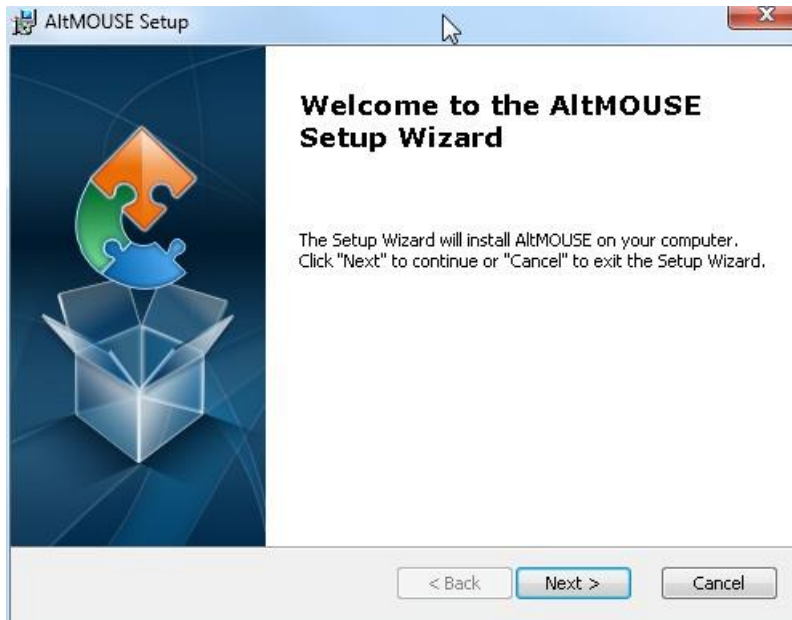 AltMOUSE Setup
Welcome to the AltMOUSE
Setup Wizard
The Setup Wizard will install AltMOUSE on your computer.
Click "Next" to continue or "Cancel" to exit the Setup Wizard.
< Back Next > Cancel